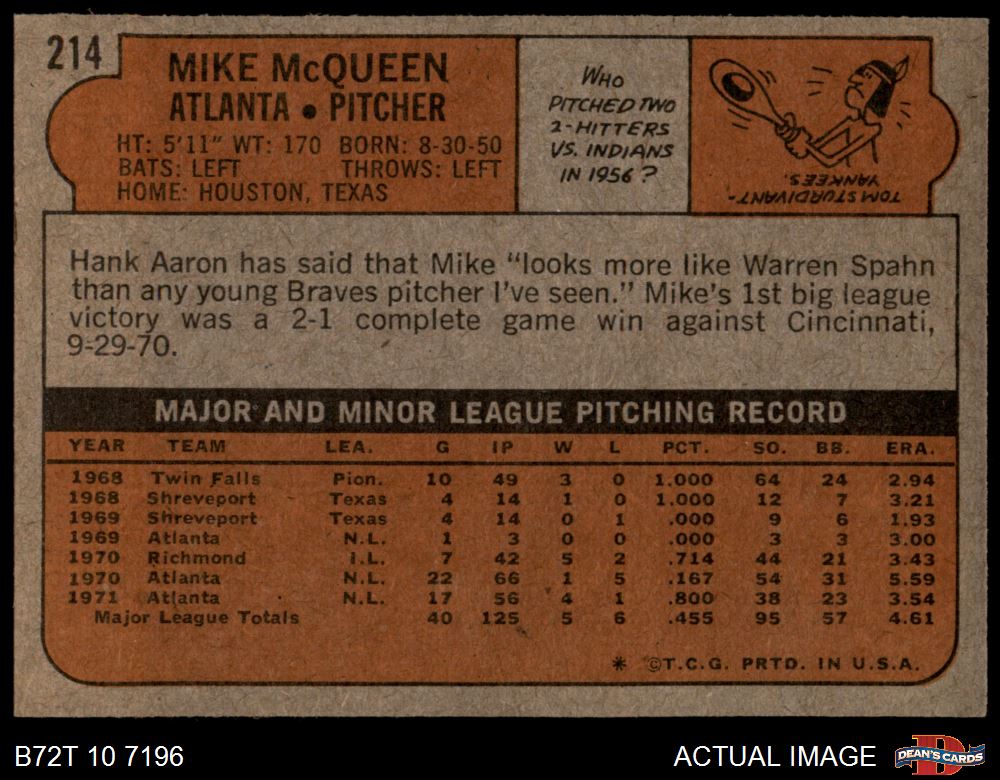 214
MIKE McQUEEN
ATLANTA • PITCHER
HT: 5'11" WT: 170 BORN: 8-30-50
BATS: LEFT THROWS: LEFT
HOME: HOUSTON, TEXAS
WHO
PITCHED TWO
2-HITTERS
VS. INDIANS
IN 1956?
TOM STURDIVANT-
YANKEES.
Hank Aaron has said that Mike "looks more like Warren Spahn
than any young Braves pitcher I've seen." Mike's 1st big league
victory was a 2-1 complete game win against Cincinnati,
9-29-70.
MAJOR AND MINOR LEAGUE PITCHING RECORD
YEAR TEAM LEA. G IP W L PCT. SO. BB. ERA.
1968 Twin Falls Pion. 10 49 3 0 1.000 64 24 2.94
1968 Shreveport Texas 4 14 1 0 1.000 12 7 3.21
1969 Shreveport Texas 4 14 0 1 .000 9 6 1.93
1969 Atlanta N.L. 1 3 0 0 .000 3 3 3.00
1970 Richmond I.L. 7 42 5 2 .714 44 21 3.43
1970 Atlanta N.L. 22 66 1 5 .167 54 31 5.59
1971 Atlanta N.L. 17 56 4 1 .800 38 23 3.54
Major League Totals 40 125 5 6 .455 95 57 4.61
* ©T.C.G. PRTD. IN U.S.A.
B72T 10 7196
ACTUAL IMAGE
DEAN'S CARDS